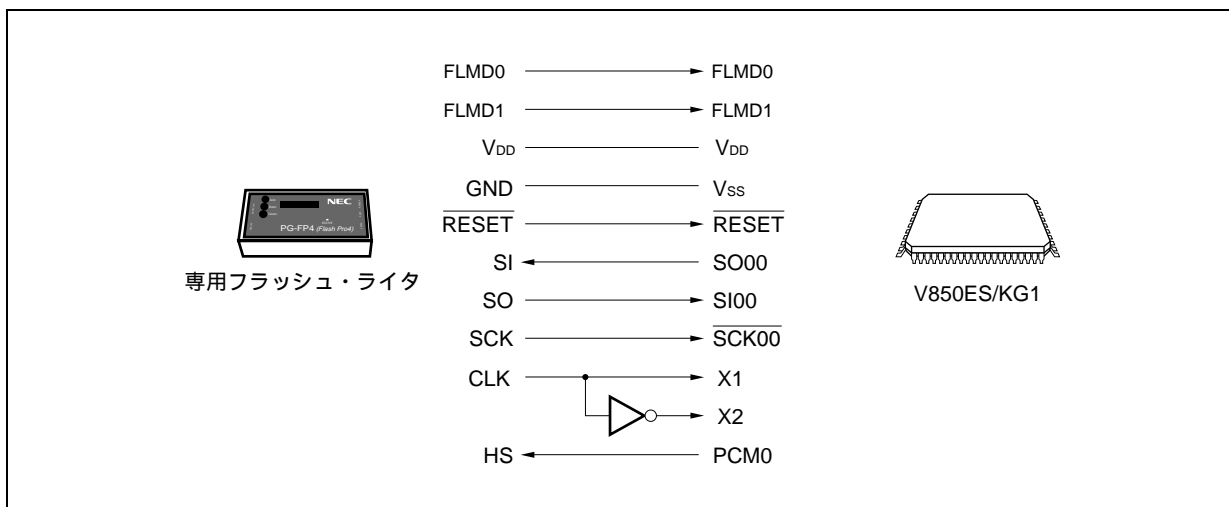 FLMD0 FLMD0
FLMD1 FLMD1
VDD VDD
GND VSS
RESET RESET
SI SO00
SO SI00
SCK SCK00
CLK X1
X2
HS PCM0
NEC
PG-FP4 (Flash Pro4)
専用フラッシュ・ライタ
V850ES/KG1